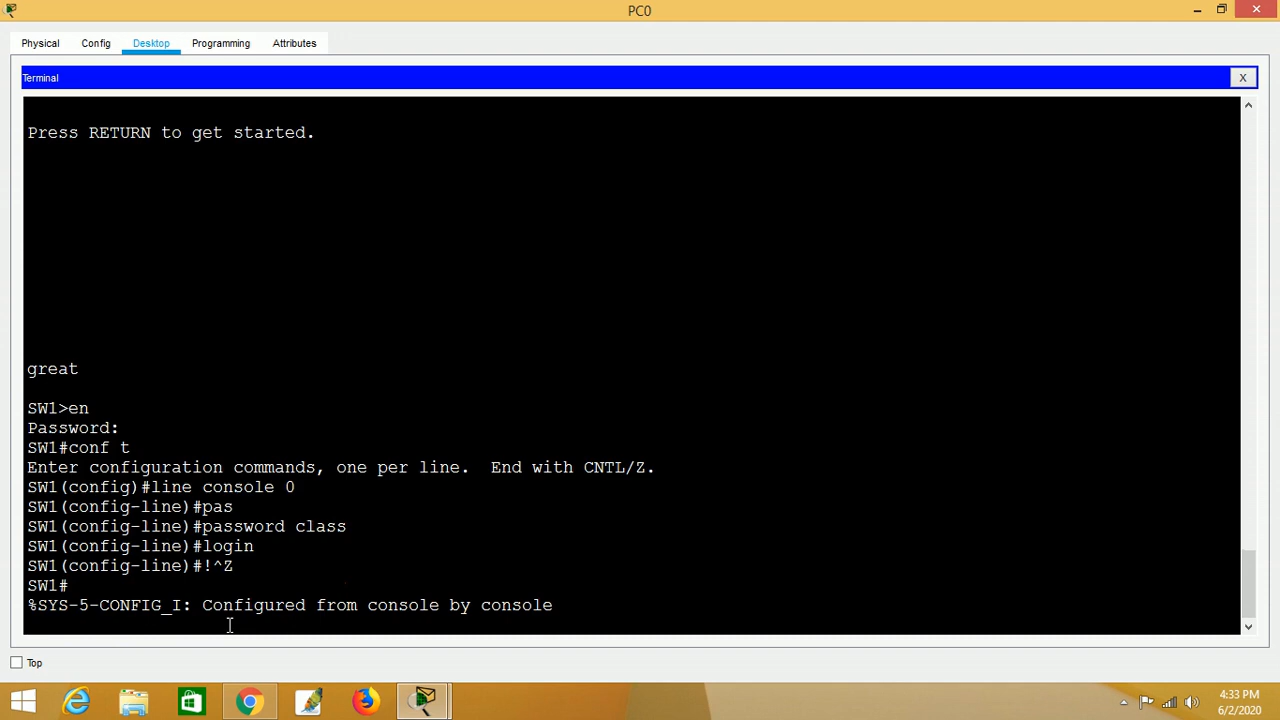 PC0
Physical Config Desktop Programming Attributes
Terminal X
Press RETURN to get started.
great
SW1>en
Password:
SW1#conf t
Enter configuration commands, one per line.  End with CNTL/Z.
SW1(config)#line console 0
SW1(config-line)#pas
SW1(config-line)#password class
SW1(config-line)#login
SW1(config-line)#!^Z
SW1#
%SYS-5-CONFIG_I: Configured from console by console
Top
4:33 PM
6/2/2020